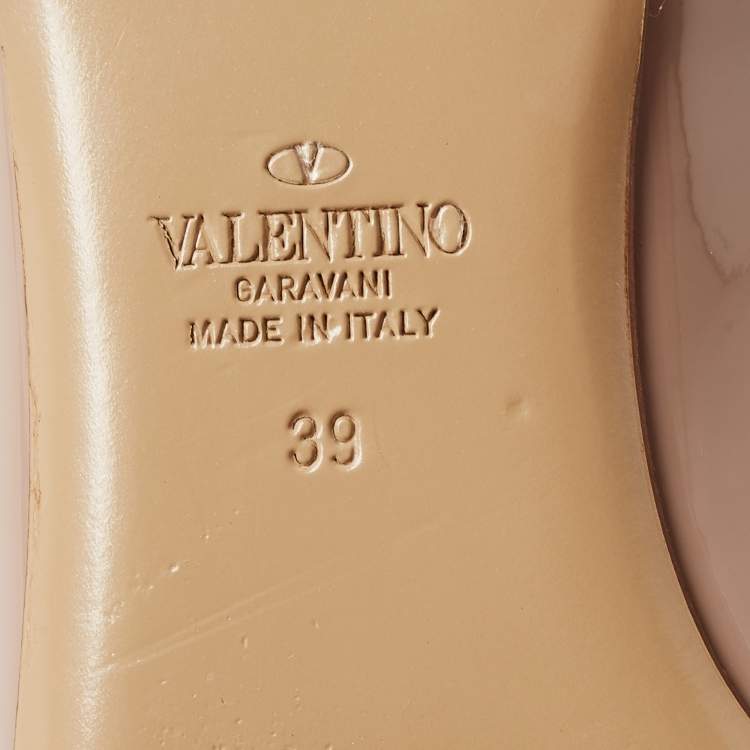 V
VALENTINO
GARAVANI
MADE IN ITALY
39